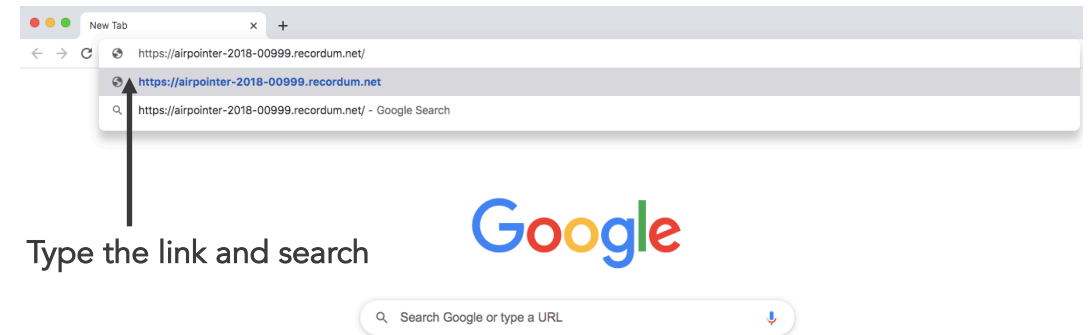 New Tab
https://airpointer-2018-00999.recordum.net/
https://airpointer-2018-00999.recordum.net
https://airpointer-2018-00999.recordum.net/ - Google Search
Google
Type the link and search
Search Google or type a URL